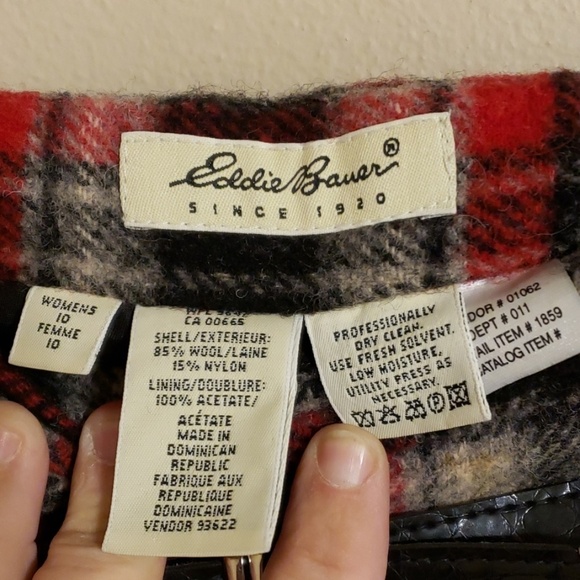 Eddie Bauer®
SINCE 1920
WOMENS
10
FEMME
10
CA 00665
SHELL/EXTERIEUR:
85% WOOL/LAINE
15% NYLON
LINING/DOUBLURE:
100% ACETATE/
ACÉTATE
MADE IN
DOMINICAN
REPUBLIC
FABRIQUE AUX
REPUBLIQUE
DOMINICAINE
VENDOR 93622
PROFESSIONALLY
DRY CLEAN.
USE FRESH SOLVENT.
LOW MOISTURE,
UTILITY PRESS AS
NECESSARY.
DOR # 01062
DEPT # 011
AIL ITEM # 1859
CATALOG ITEM #